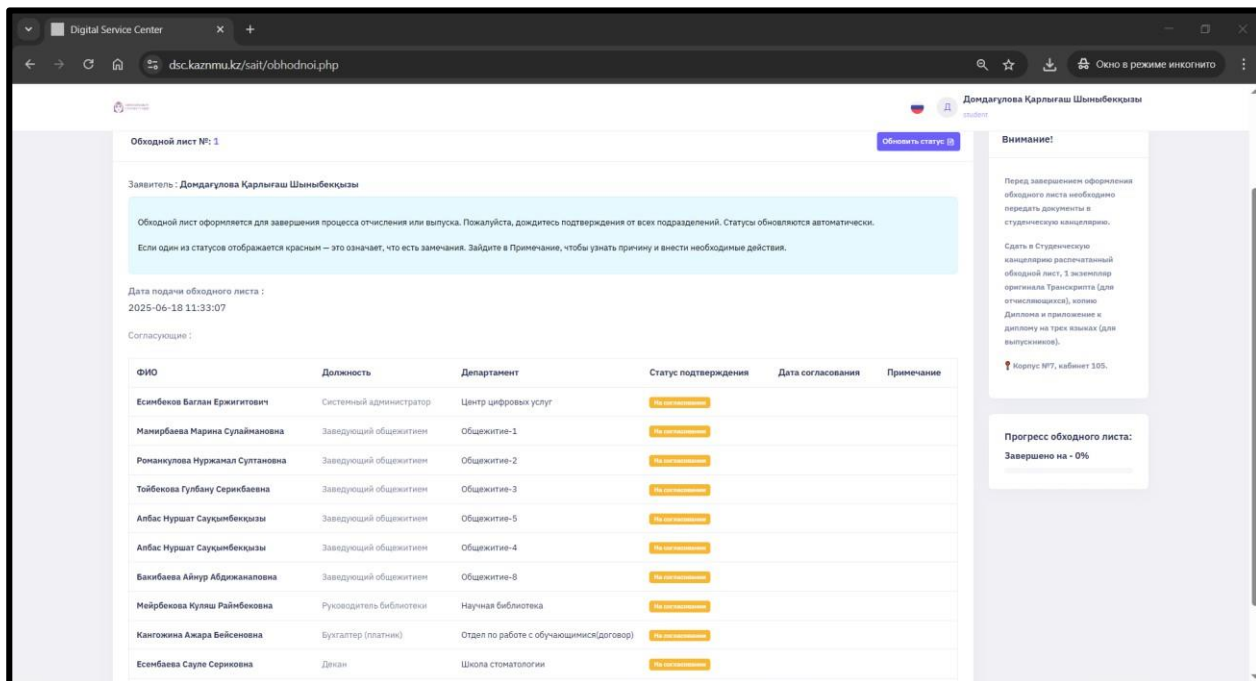 Digital Service Center
dsc.kaznmu.kz/sait/obhodnoi.php
Окно в режиме инкогнито
Д
Домдағұлова Қарлығаш Шыныбекқызы
student
Обходной лист №: 1
Обновить статус
Заявитель : Домдағұлова Қарлығаш Шыныбекқызы
Обходной лист оформляется для завершения процесса отчисления или выпуска. Пожалуйста, дождитесь подтверждения от всех подразделений. Статусы обновляются автоматически.
Если один из статусов отображается красным — это означает, что есть замечания. Зайдите в Примечание, чтобы узнать причину и внести необходимые действия.
Дата подачи обходного листа :
2025-06-18 11:33:07
Согласующие :
ФИО Должность Департамент Статус подтверждения Дата согласования Примечание
Есимбеков Баглан Ержигитович Системный администратор Центр цифровых услуг На согласовании
Мамирбаева Марина Сулаймановна Заведующий общежитием Общежитие-1 На согласовании
Романкулова Нуржамал Султановна Заведующий общежитием Общежитие-2 На согласовании
Тойбекова Гулбану Серикбаевна Заведующий общежитием Общежитие-3 На согласовании
Апбас Нуршат Сауқымбекқызы Заведующий общежитием Общежитие-5 На согласовании
Апбас Нуршат Сауқымбекқызы Заведующий общежитием Общежитие-4 На согласовании
Бакибаева Айнур Абдижанаповна Заведующий общежитием Общежитие-8 На согласовании
Мейрбекова Куляш Раймбековна Руководитель библиотеки Научная библиотека На согласовании
Кангожина Ажара Бейсеновна Бухгалтер (платник) Отдел по работе с обучающимися(договор) На согласовании
Есембаева Сауле Сериковна Декан Школа стоматологии На согласовании
Внимание!
Перед завершением оформления
обходного листа необходимо
передать документы в
студенческую канцелярию.
Сдать в Студенческую
канцелярию распечатанный
обходной лист, 1 экземпляр
оригинала Транскрипта (для
отчисляющихся), копию
Диплома и приложение к
диплому на трех языках (для
выпускников).
Корпус №7, кабинет 105.
Прогресс обходного листа:
Завершено на - 0%